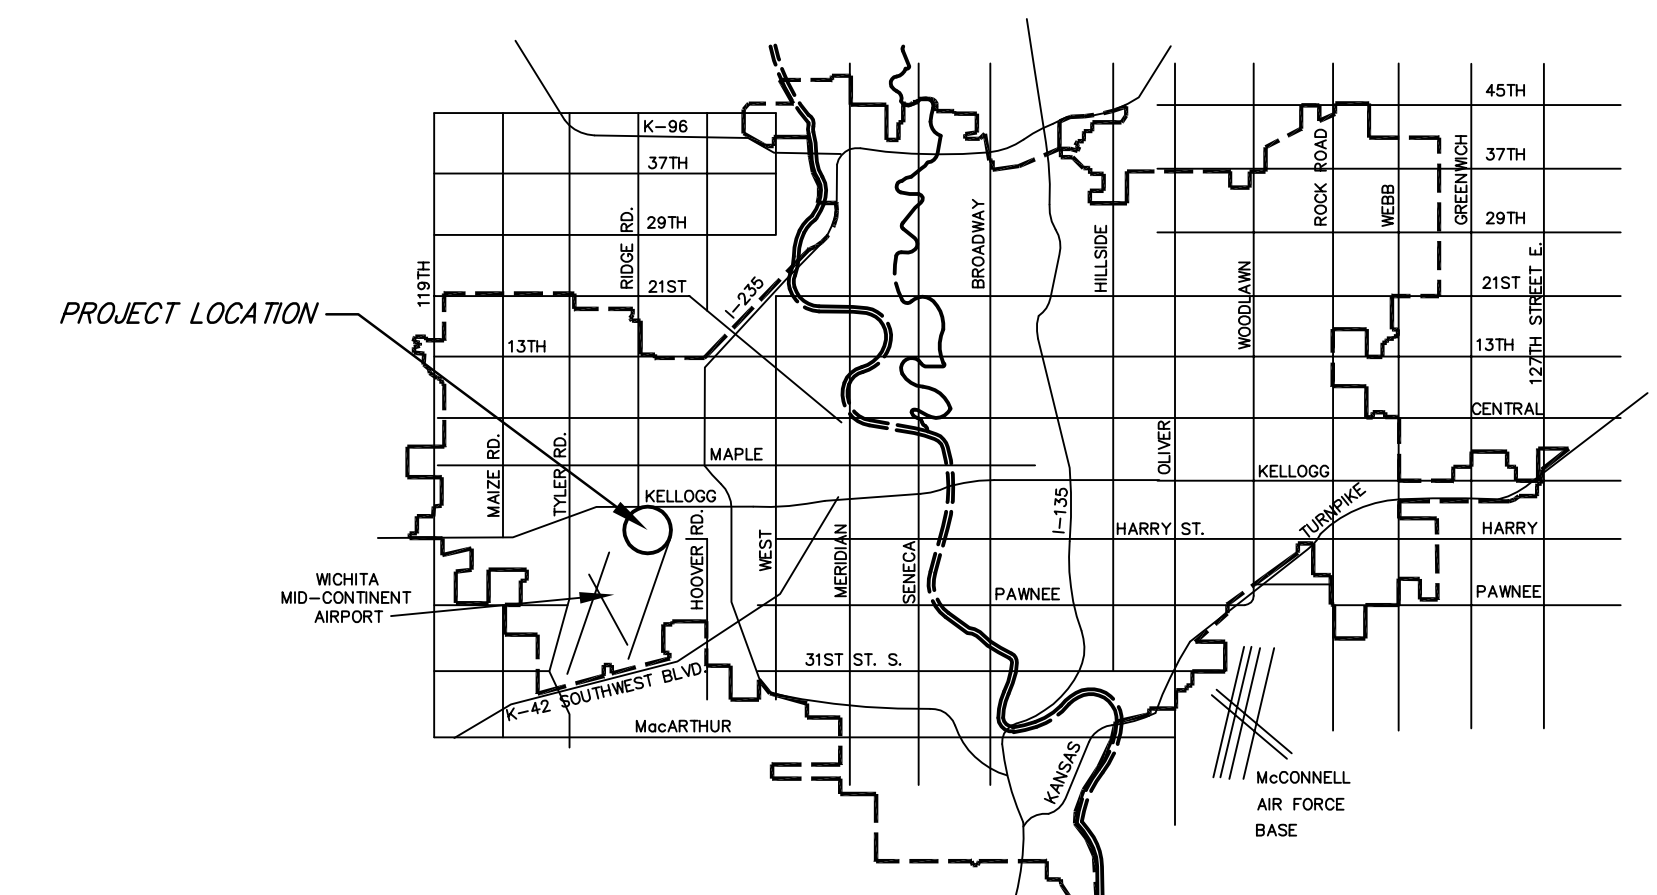 45TH
K-96
37TH
37TH
ROCK ROAD
GREENWICH
WEBB
29TH
RIDGE RD.
29TH
BROADWAY
HILLSIDE
119TH
21ST
I-235
21ST
WOODLAWN
127TH STREET E.
PROJECT LOCATION
13TH
13TH
CENTRAL
MAIZE RD.
TYLER RD.
MAPLE
OLIVER
KELLOGG
KELLOGG
I-135
TURNPIKE
HARRY ST.
HARRY
HOOVER RD.
WEST
MERIDIAN
SENECA
WICHITA
MID-CONTINENT
AIRPORT
PAWNEE
PAWNEE
31ST ST. S.
K-42 SOUTHWEST BLVD.
MacARTHUR
KANSAS
McCONNELL
AIR FORCE
BASE